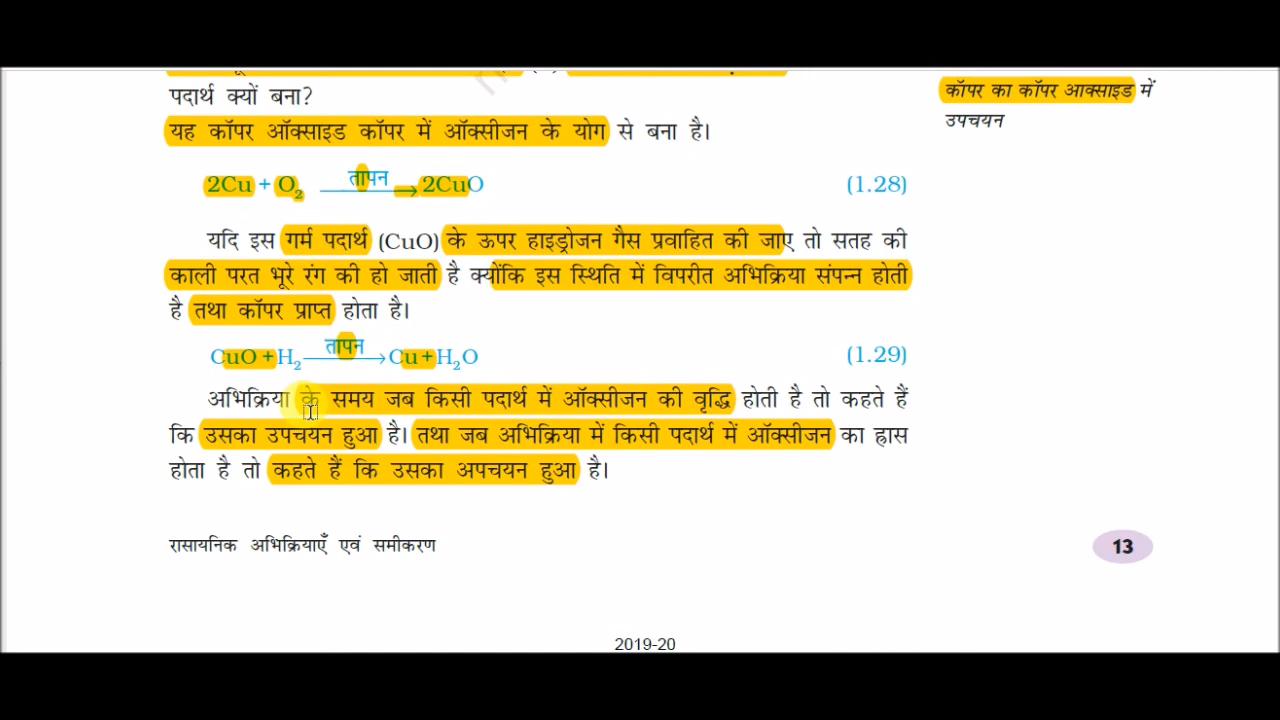 पदार्थ क्यों बना?
यह कॉपर ऑक्साइड कॉपर में ऑक्सीजन के योग से बना है।
कॉपर का कॉपर आक्साइड में
उपचयन
तापन
2Cu + O₂ ⟶ 2CuO (1.28)
यदि इस गर्म पदार्थ (CuO) के ऊपर हाइड्रोजन गैस प्रवाहित की जाए तो सतह की
काली परत भूरे रंग की हो जाती है क्योंकि इस स्थिति में विपरीत अभिक्रिया संपन्न होती
है तथा कॉपर प्राप्त होता है।
तापन
CuO + H₂ ⟶ Cu + H₂O (1.29)
अभिक्रिया के समय जब किसी पदार्थ में ऑक्सीजन की वृद्धि होती है तो कहते हैं
कि उसका उपचयन हुआ है। तथा जब अभिक्रिया में किसी पदार्थ में ऑक्सीजन का ह्रास
होता है तो कहते हैं कि उसका अपचयन हुआ है।
रासायनिक अभिक्रियाएँ एवं समीकरण
13
2019-20